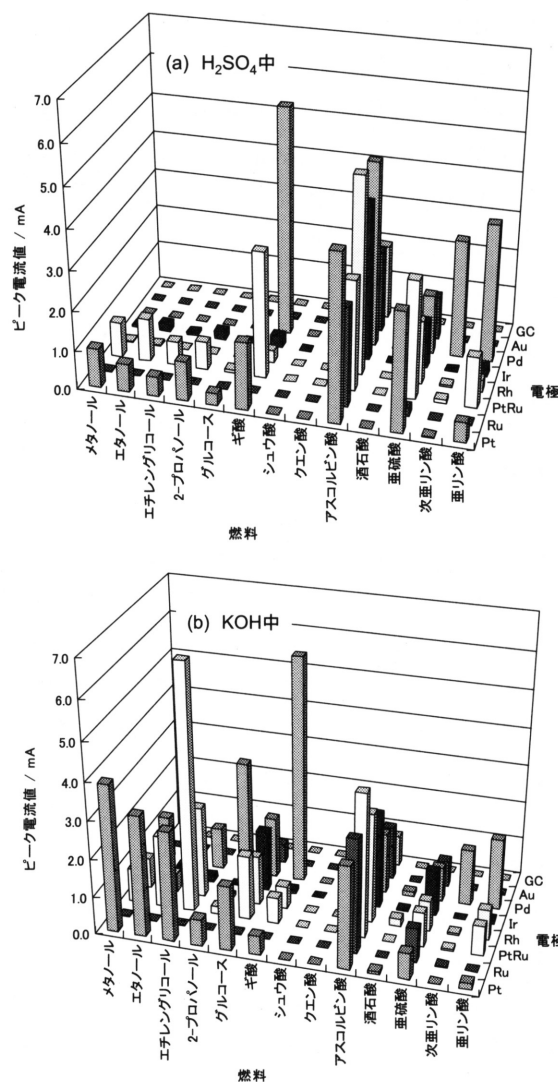 (a) H₂SO₄中
7.0
6.0
5.0
4.0
3.0
2.0
1.0
0.0
ピーク電流値 / mA
メタノール
エタノール
エチレングリコール
2-プロパノール
グルコース
ギ酸
シュウ酸
クエン酸
アスコルビン酸
酒石酸
亜硫酸
次亜リン酸
亜リン酸
燃料
GC
Au
Pd
Ir
Rh
PtRu
Ru
Pt
電極
(b) KOH中
7.0
6.0
5.0
4.0
3.0
2.0
1.0
0.0
ピーク電流値 / mA
メタノール
エタノール
エチレングリコール
2-プロパノール
グルコース
ギ酸
シュウ酸
クエン酸
アスコルビン酸
酒石酸
亜硫酸
次亜リン酸
亜リン酸
燃料
GC
Au
Pd
Ir
Rh
PtRu
Ru
Pt
電極